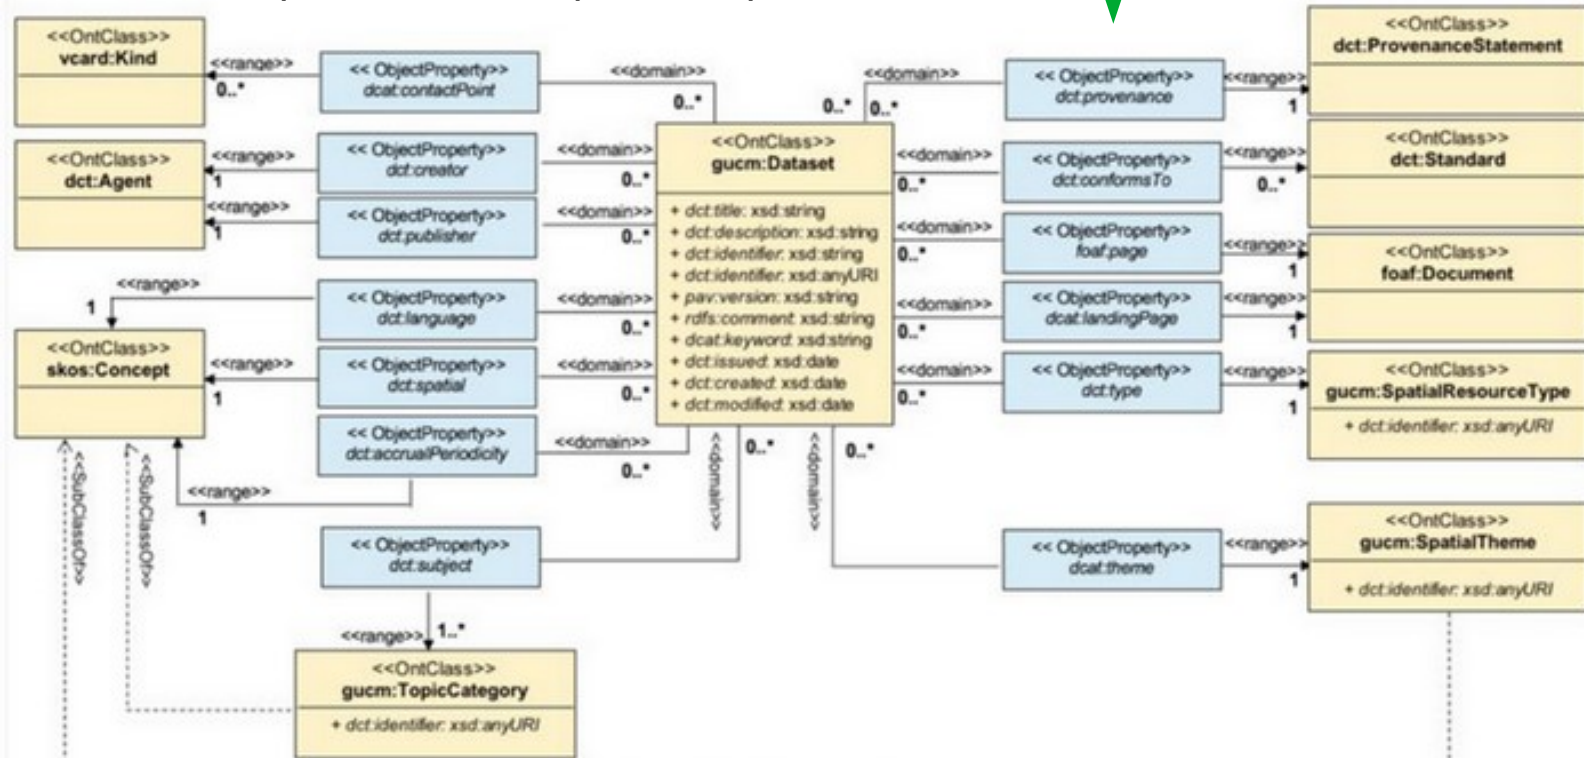 <<OntClass>>
vcard:Kind
<<range>>
0..*
<< ObjectProperty>>
dcat:contactPoint
<<domain>>
0..*
<<domain>>
0..*
0..*
<< ObjectProperty>>
dct:provenance
<<range>>
1
<<OntClass>>
dct:ProvenanceStatement
<<OntClass>>
dct:Agent
<<range>>
1
<< ObjectProperty>>
dct:creator
<<domain>>
0..*
<<range>>
1
<< ObjectProperty>>
dct:publisher
<<domain>>
0..*
<<OntClass>>
gucm:Dataset
+ dct:title: xsd:string
+ dct:description: xsd:string
+ dct:identifier: xsd:string
+ dct:identifier: xsd:anyURI
+ pav:version: xsd:string
+ rdfs:comment: xsd:string
+ dcat:keyword: xsd:string
+ dct:issued: xsd:date
+ dct:created: xsd:date
+ dct:modified: xsd:date
<<domain>>
0..*
<< ObjectProperty>>
dct:conformsTo
<<range>>
0..*
<<OntClass>>
dct:Standard
<<domain>>
0..*
<< ObjectProperty>>
foaf:page
<<range>>
1
<<OntClass>>
foaf:Document
<<domain>>
0..*
<< ObjectProperty>>
dcat:landingPage
<<range>>
1
<<range>>
1
<< ObjectProperty>>
dct:language
<<domain>>
0..*
<<OntClass>>
skos:Concept
<<range>>
1
<< ObjectProperty>>
dct:spatial
<<domain>>
0..*
<<domain>>
0..*
<< ObjectProperty>>
dct:type
<<range>>
1
<<OntClass>>
gucm:SpatialResourceType
+ dct:identifier: xsd:anyURI
<< ObjectProperty>>
dct:accrualPeriodicity
<<domain>>
0..*
<<range>>
1
<<SubClassOf>>
<<SubClassOf>>
<<domain>>
0..*
<<domain>>
0..*
<< ObjectProperty>>
dct:subject
<<range>>
1..*
<<OntClass>>
gucm:TopicCategory
+ dct:identifier: xsd:anyURI
<< ObjectProperty>>
dcat:theme
<<range>>
1
<<OntClass>>
gucm:SpatialTheme
+ dct:identifier: xsd:anyURI